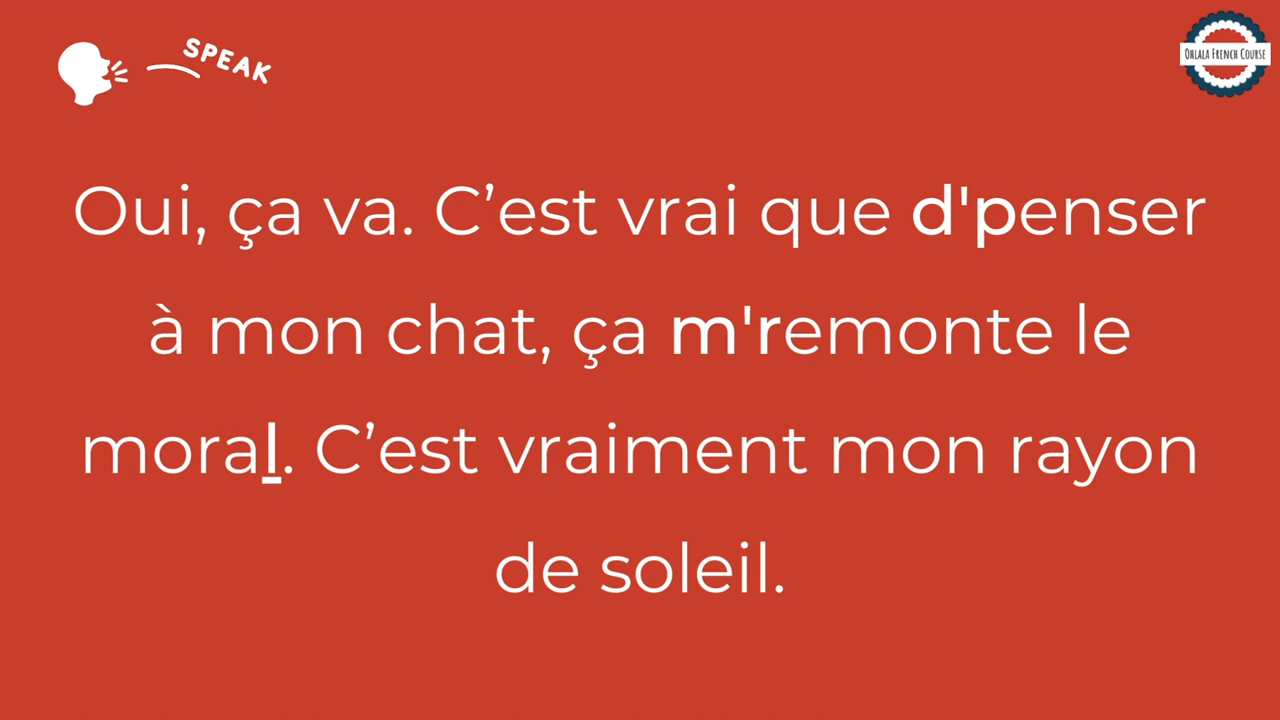 SPEAK
OHLALA FRENCH COURSE
Oui, ça va. C’est vrai que d'penser
à mon chat, ça m'remonte le
moral. C’est vraiment mon rayon
de soleil.